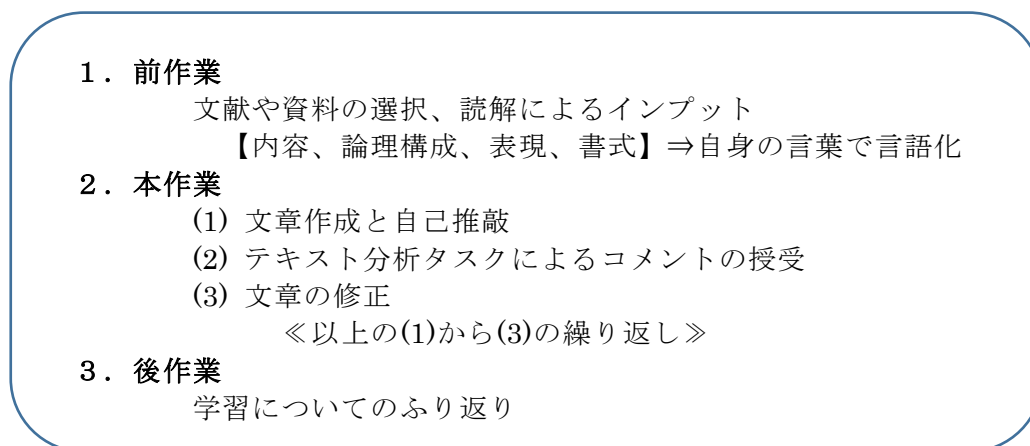 １．前作業
文献や資料の選択、読解によるインプット
【内容、論理構成、表現、書式】⇒自身の言葉で言語化
２．本作業
(1) 文章作成と自己推敲
(2) テキスト分析タスクによるコメントの授受
(3) 文章の修正
≪以上の(1)から(3)の繰り返し≫
３．後作業
学習についてのふり返り